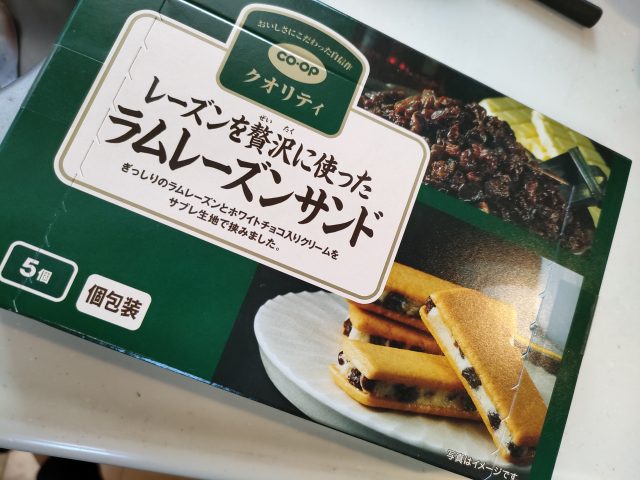 おいしさにこだわった自信作
CO·OP
クオリティ
レーズンを贅沢に使った
ぜい たく
ラムレーズンサンド
ぎっしりのラムレーズンとホワイトチョコ入りクリームを
サブレ生地で挟みました。
5個
個包装
写真はイメージです